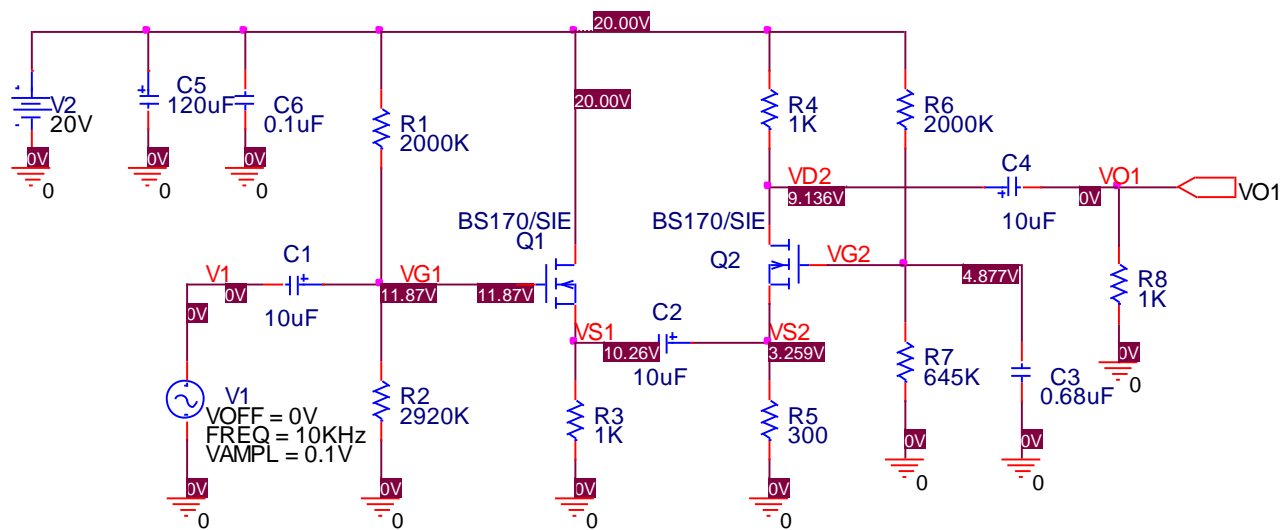 20.00V
V2
20V
0V
0
C5
120uF
0V
0
C6
0.1uF
0V
0
R1
2000K
20.00V
R4
1K
R6
2000K
VD2
9.136V
C4
10uF
VO1
0V
VO1
BS170/SIE
Q1
BS170/SIE
Q2
V1
0V
0V
C1
10uF
VG1
11.87V
11.87V
VG2
4.877V
R8
1K
0V
0
VS1
10.26V
C2
10uF
VS2
3.259V
V1
VOFF = 0V
FREQ = 10KHz
VAMPL = 0.1V
0V
0
R2
2920K
0V
0
R3
1K
0V
0
R5
300
0V
0
R7
645K
0V
0
C3
0.68uF
0V
0